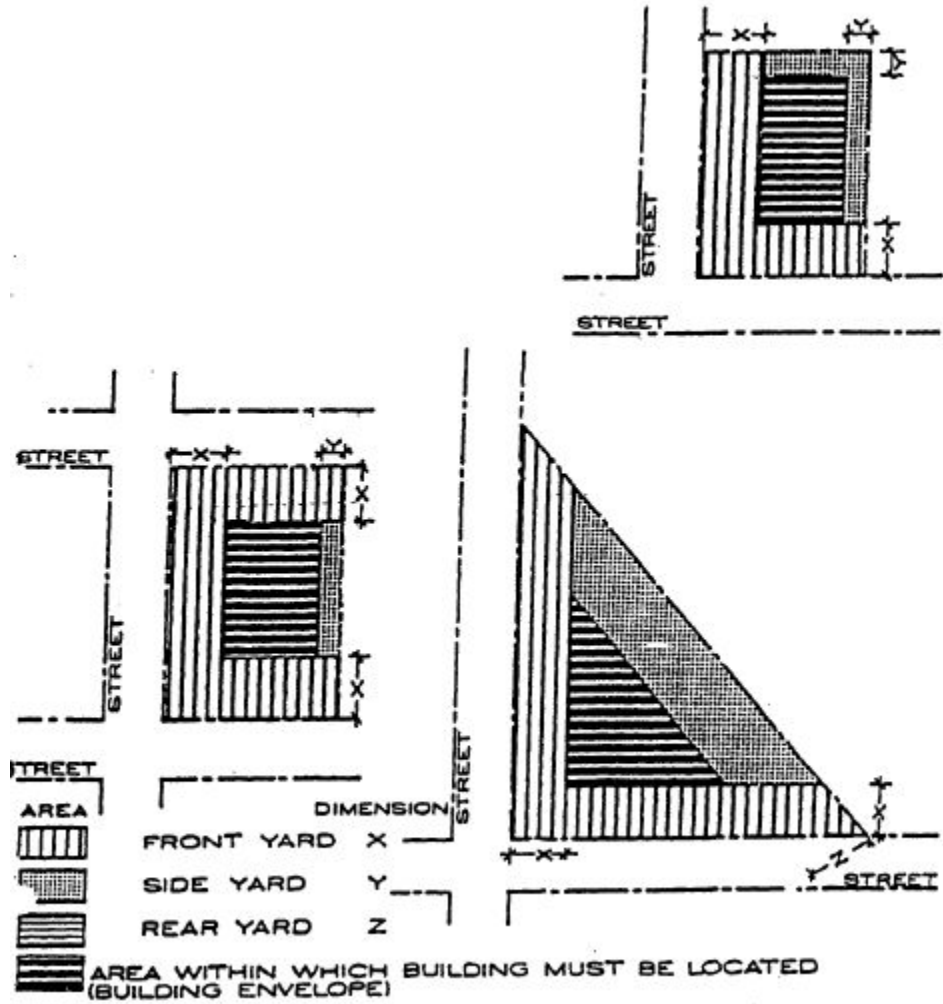 X
Y
Y
STREET
X
STREET
STREET
X
Y
X
STREET
X
STREET
STREET
X
X
Z
STREET
AREA
DIMENSION
FRONT YARD X
SIDE YARD Y
REAR YARD Z
AREA WITHIN WHICH BUILDING MUST BE LOCATED
(BUILDING ENVELOPE)